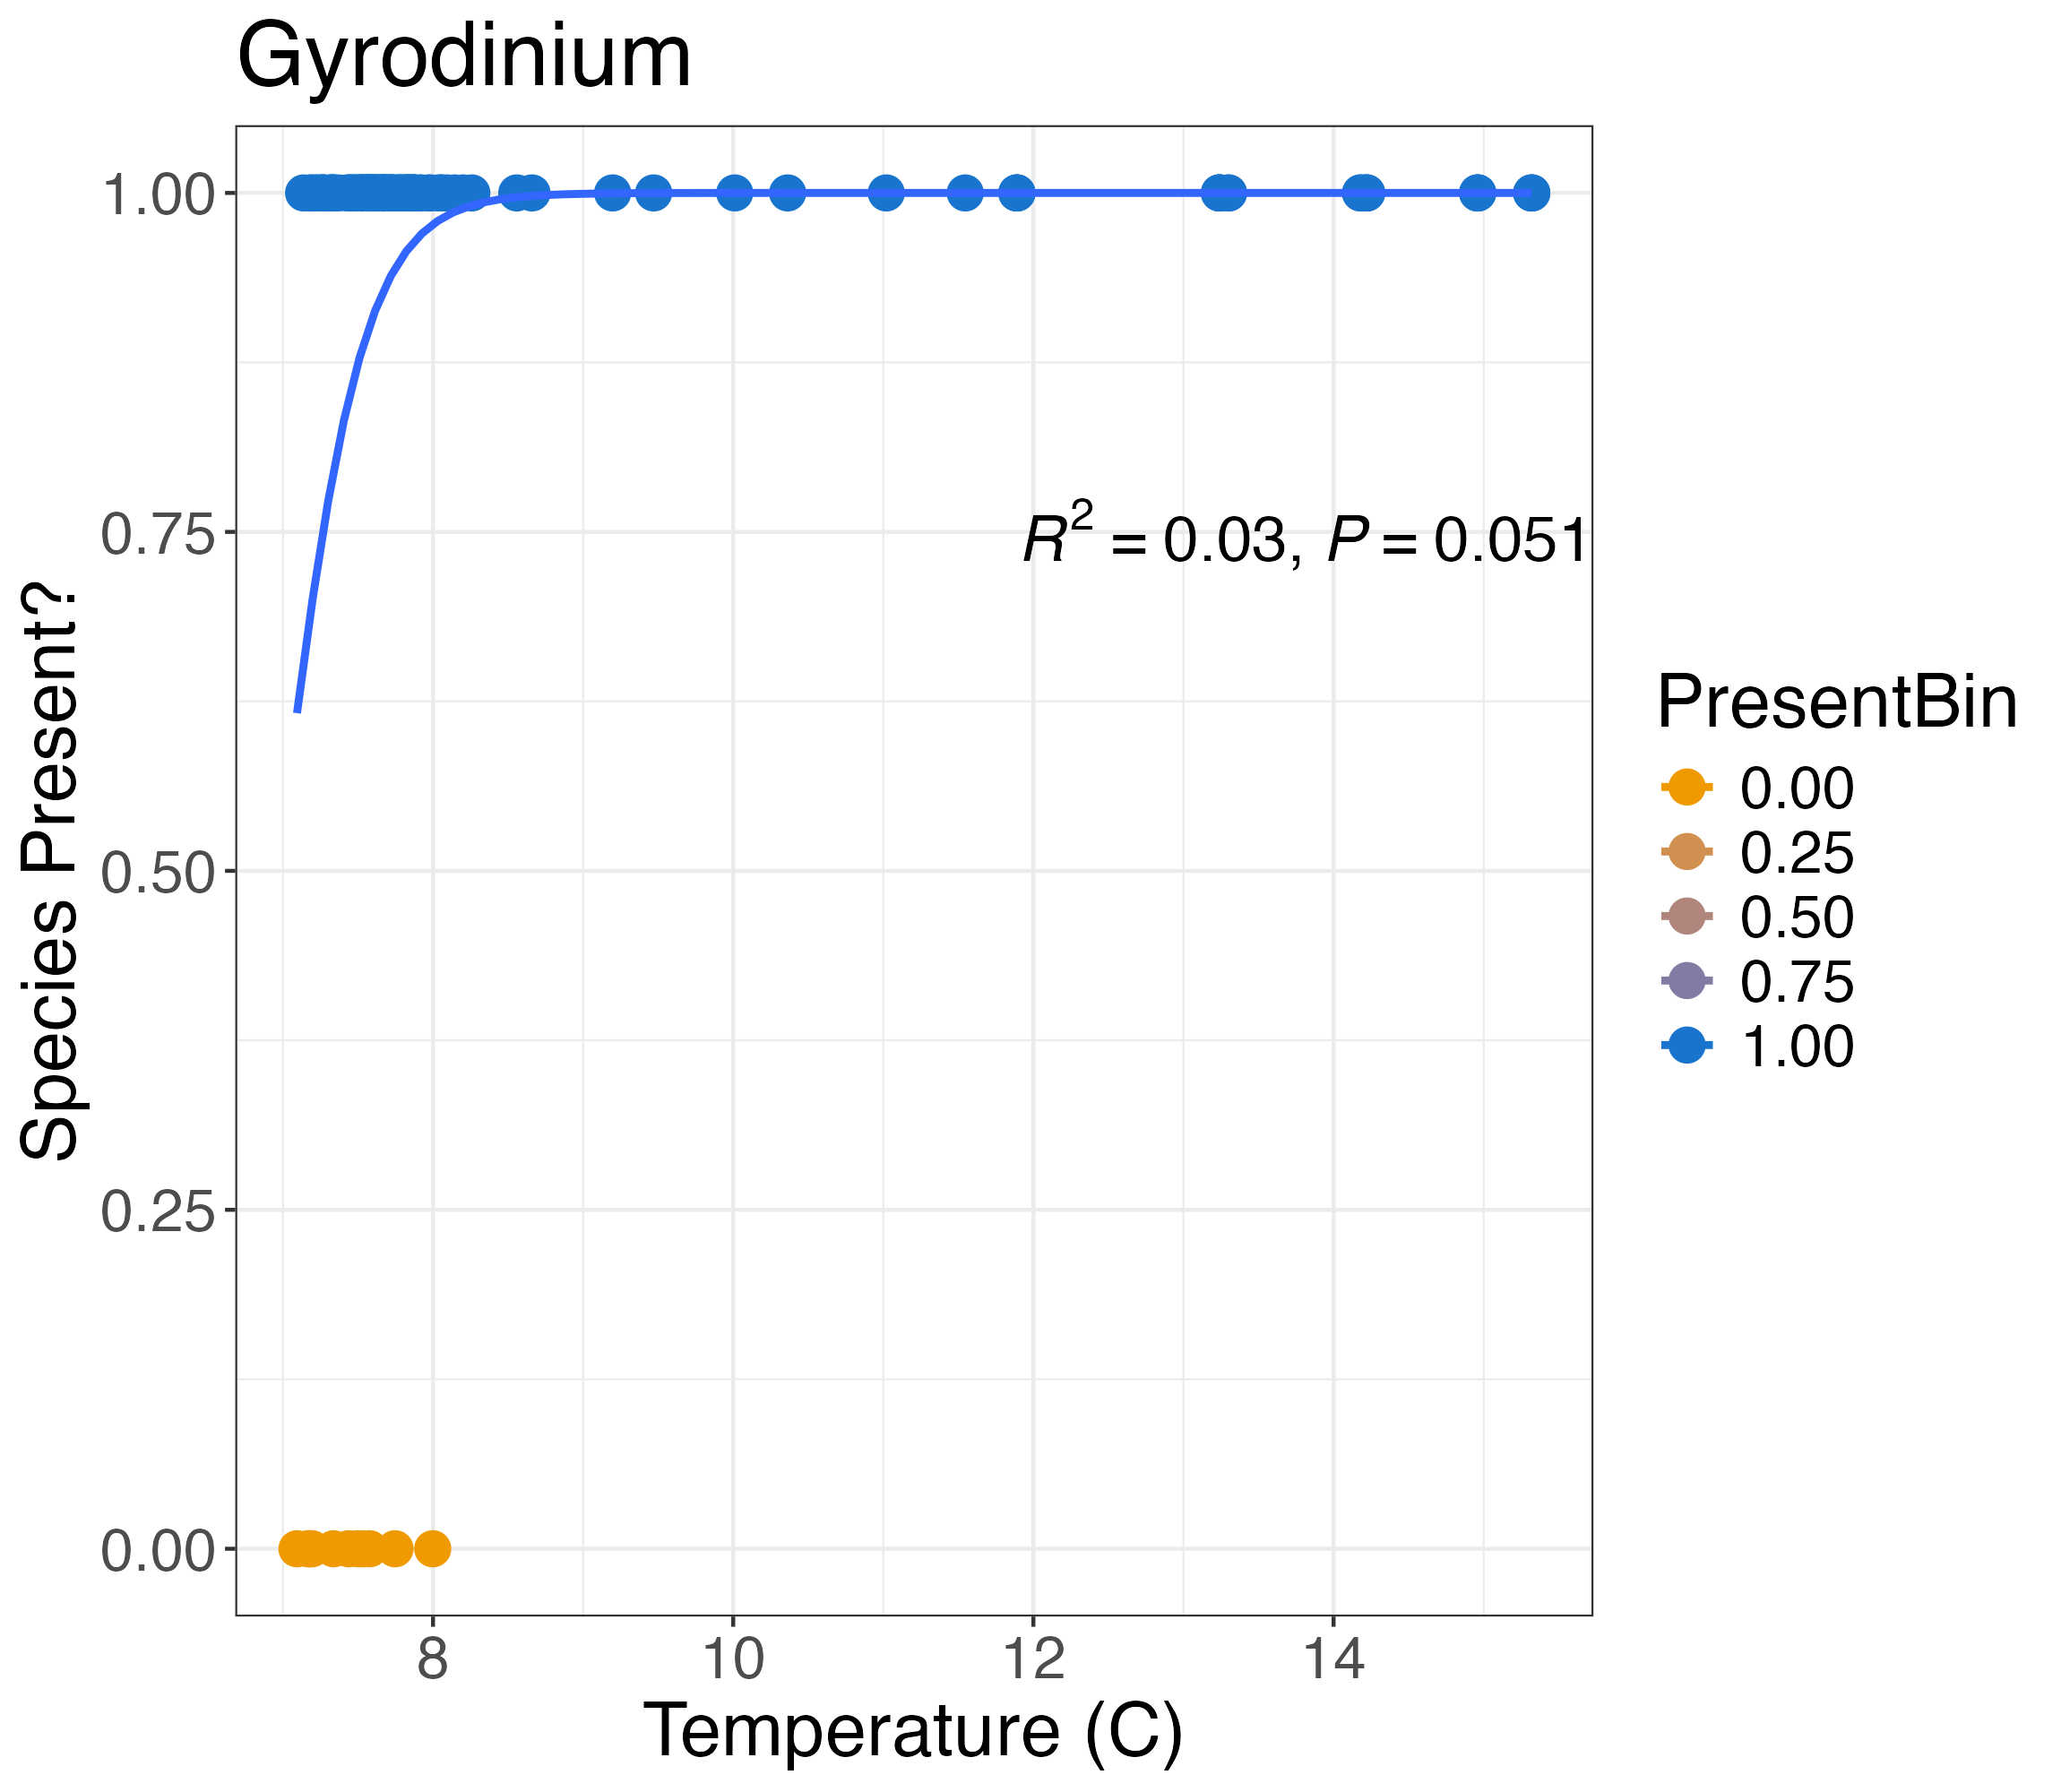 Gyrodinium
1.00
0.75
0.50
0.25
0.00
Species Present?
R² = 0.03, P = 0.051
8 10 12 14
Temperature (C)
PresentBin
0.00
0.25
0.50
0.75
1.00